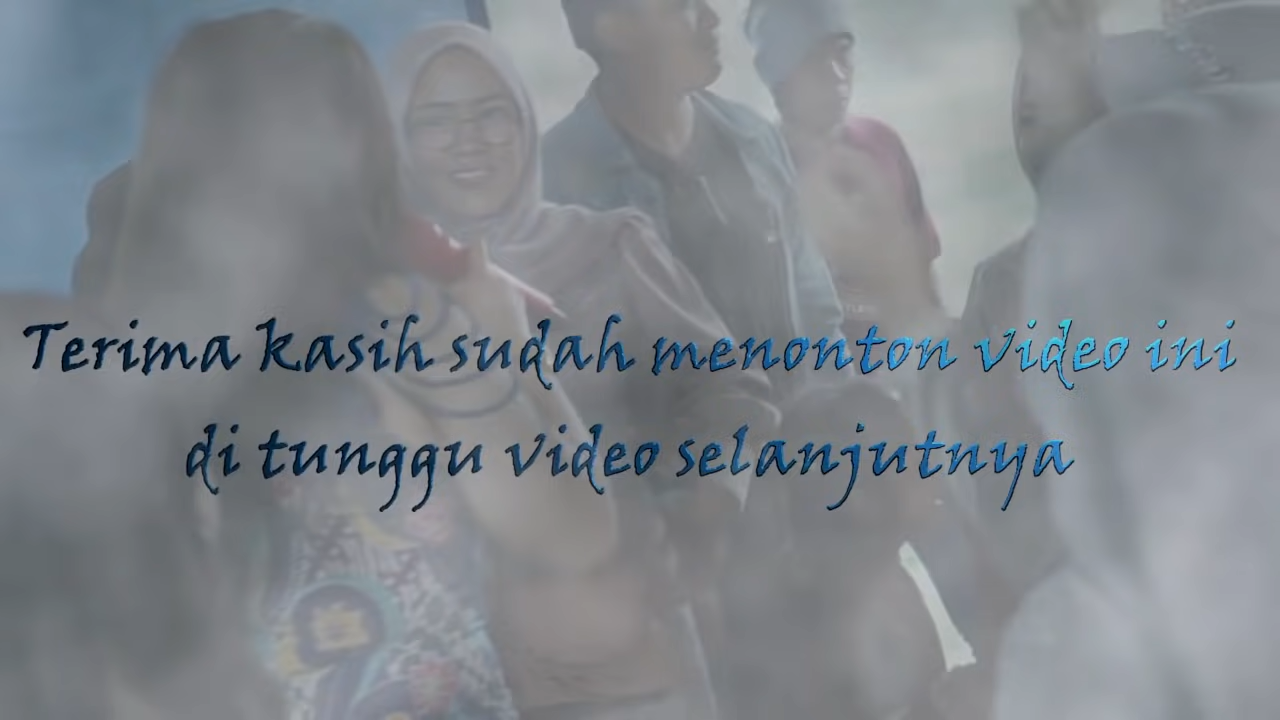 Terima kasih sudah menonton video ini
di tunggu video selanjutnya